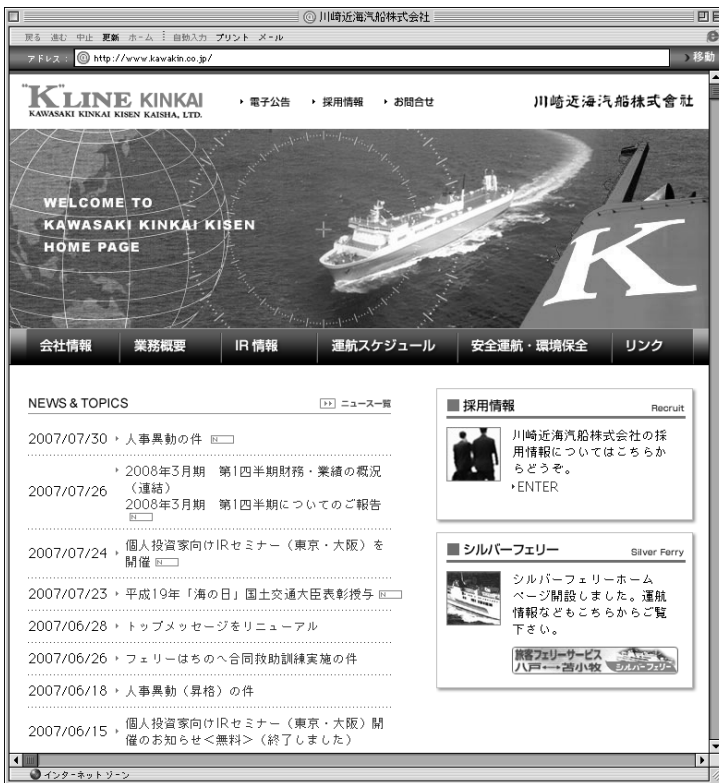 川崎近海汽船株式会社
戻る 進む 中止 更新 ホーム 自動入力 プリント メール
アドレス： http://www.kawakin.co.jp/ 移動
"K" LINE KINKAI
KAWASAKI KINKAI KISEN KAISHA, LTD.
電子公告 採用情報 お問合せ
川崎近海汽船株式會社
WELCOME TO
KAWASAKI KINKAI KISEN
HOME PAGE
K
会社情報 業務概要 IR 情報 運航スケジュール 安全運航・環境保全 リンク
NEWS & TOPICS ニュース一覧
2007/07/30 人事異動の件 N
2007/07/26 2008年3月期 第1四半期財務・業績の概況
（連結）
2008年3月期 第1四半期についてのご報告
N
2007/07/24 個人投資家向けIRセミナー（東京・大阪）を
開催 N
2007/07/23 平成19年「海の日」国土交通大臣表彰授与 N
2007/06/28 トップメッセージをリニューアル
2007/06/26 フェリーはちのへ合同救助訓練実施の件
2007/06/18 人事異動（昇格）の件
2007/06/15 個人投資家向けIRセミナー（東京・大阪）開
催のお知らせ＜無料＞（終了しました）
採用情報 Recruit
川崎近海汽船株式会社の採
用情報についてはこちらか
らどうぞ。
ENTER
シルバーフェリー Silver Ferry
シルバーフェリーホーム
ページ開設しました。運航
情報などもこちらからご覧
下さい。
旅客フェリーサービス
八戸↔苫小牧 シルバーフェリー
インターネットゾーン